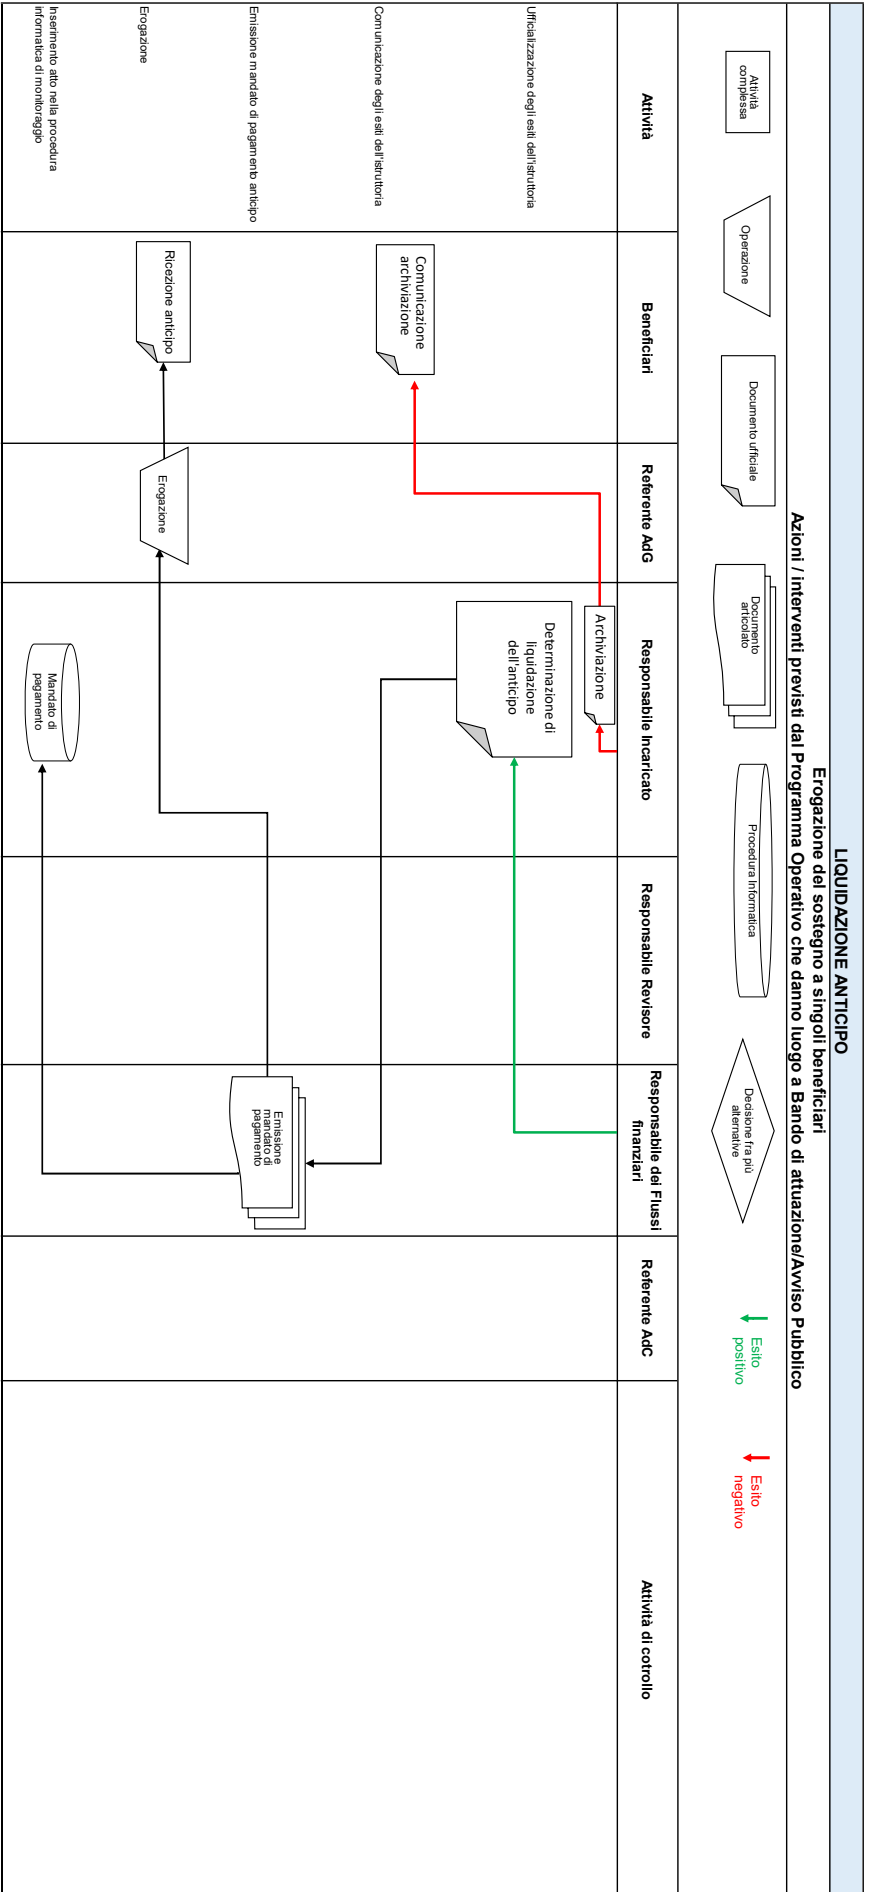 LIQUIDAZIONE ANTICIPO
Erogazione del sostegno a singoli beneficiari
Azioni / interventi previsti dal Programma Operativo che danno luogo a Bando di attuazione/Avviso Pubblico
Attività
complessa
Operazione
Documento ufficiale
Documento
articolato
Procedura Informatica
Decisione fra più
alternative
Esito
positivo
Esito
negativo
Attività
Beneficiari
Referente AdG
Responsabile Incaricato
Responsabile Revisore
Responsabile dei Flussi
finanziari
Referente AdC
Attività di cotrollo
Archiviazione
Ufficializzazione degli esiti dell'istruttoria
Determinazione di
liquidazione
dell'anticipo
Comunicazione degli esiti dell'istruttoria
Comunicazione
archiviazione
Emissione mandato di pagamento anticipo
Emissione
mandato di
pagamento
Erogazione
Ricezione anticipo
Erogazione
Inserimento atto nella procedura
informatica di monitoraggio
Mandato di
pagamento